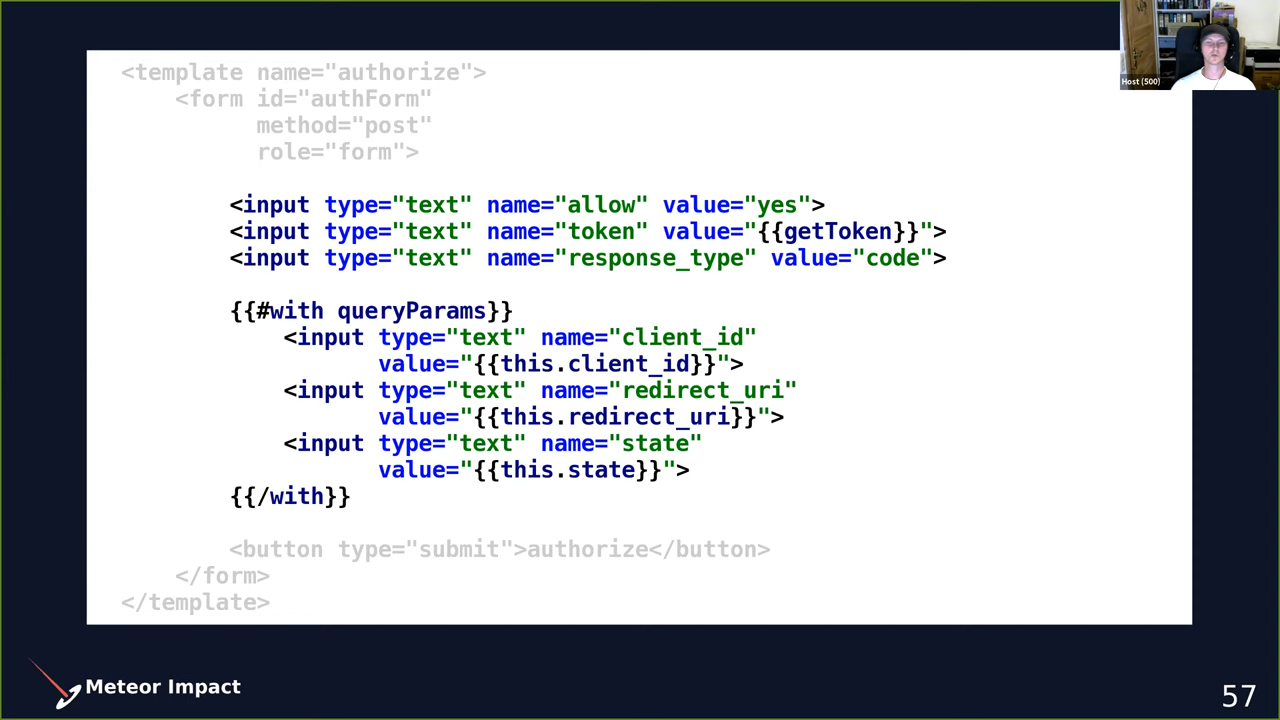 <template name="authorize">
<form id="authForm"
method="post"
role="form">
<input type="text" name="allow" value="yes">
<input type="text" name="token" value="{{getToken}}">
<input type="text" name="response_type" value="code">
{{#with queryParams}}
<input type="text" name="client_id"
value="{{this.client_id}}">
<input type="text" name="redirect_uri"
value="{{this.redirect_uri}}">
<input type="text" name="state"
value="{{this.state}}">
{{/with}}
<button type="submit">authorize</button>
</form>
</template>
Host (500)
Meteor Impact
57